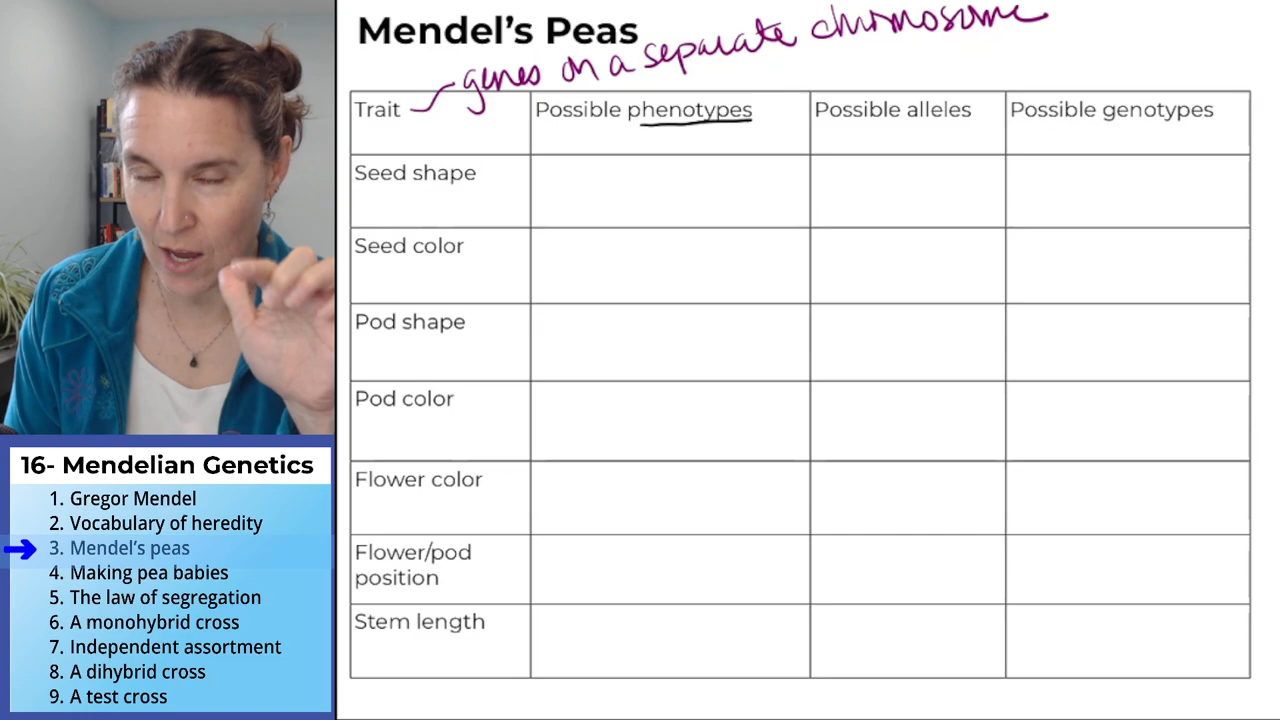 Mendel's Peas
genes on a separate chromosome
Trait
Possible phenotypes
Possible alleles
Possible genotypes
Seed shape
Seed color
Pod shape
Pod color
Flower color
Flower/pod
position
Stem length
16- Mendelian Genetics
1. Gregor Mendel
2. Vocabulary of heredity
3. Mendel's peas
4. Making pea babies
5. The law of segregation
6. A monohybrid cross
7. Independent assortment
8. A dihybrid cross
9. A test cross